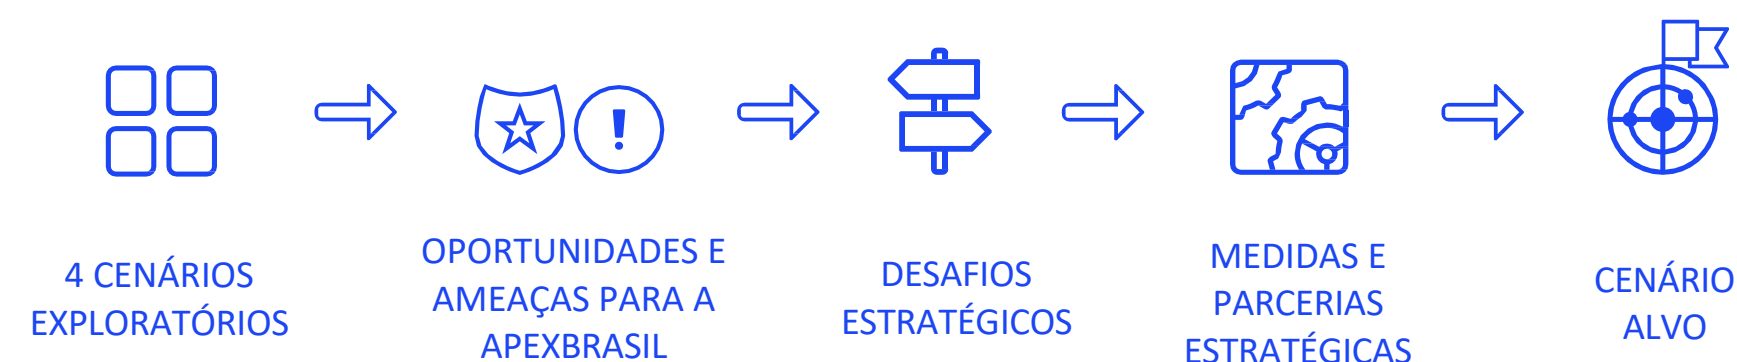 4 CENÁRIOS
EXPLORATÓRIOS
OPORTUNIDADES E
AMEAÇAS PARA A
APEXBRASIL
DESAFIOS
ESTRATÉGICOS
MEDIDAS E
PARCERIAS
ESTRATÉGICAS
CENÁRIO
ALVO